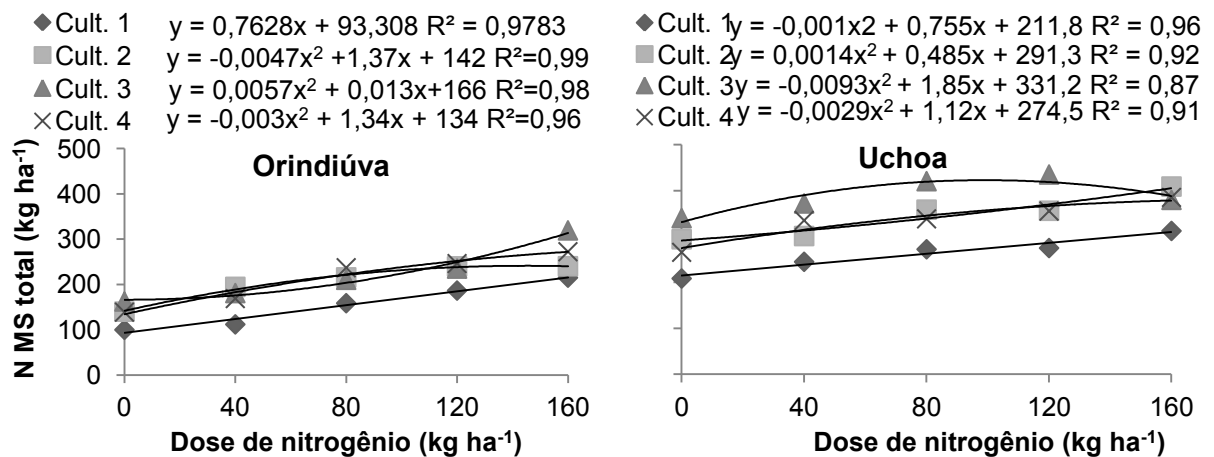 Cult. 1 y = 0,7628x + 93,308 R² = 0,9783
Cult. 2 y = -0,0047x² +1,37x + 142 R²=0,99
Cult. 3 y = 0,0057x² + 0,013x+166 R²=0,98
Cult. 4 y = -0,003x² + 1,34x + 134 R²=0,96
Orindiúva
N MS total (kg ha⁻¹)
500
400
300
200
100
0
0 40 80 120 160
Dose de nitrogênio (kg ha⁻¹)
Cult. 1 y = -0,001x2 + 0,755x + 211,8 R² = 0,96
Cult. 2 y = 0,0014x² + 0,485x + 291,3 R² = 0,92
Cult. 3 y = -0,0093x² + 1,85x + 331,2 R² = 0,87
Cult. 4 y = -0,0029x² + 1,12x + 274,5 R² = 0,91
Uchoa
0 40 80 120 160
Dose de nitrogênio (kg ha⁻¹)